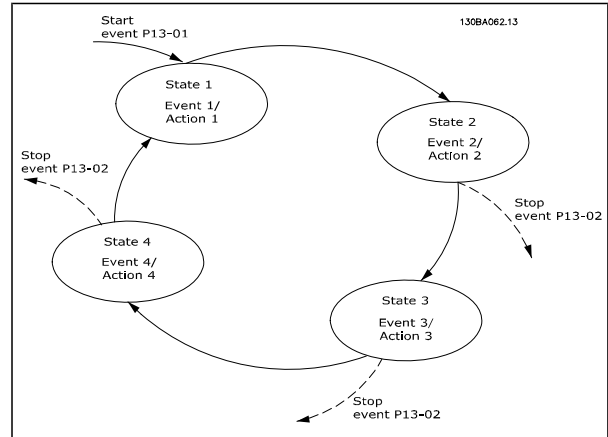 Start
event P13-01
130BA062.13
State 1
Event 1/
Action 1
State 2
Event 2/
Action 2
Stop
event P13-02
Stop
event P13-02
State 4
Event 4/
Action 4
State 3
Event 3/
Action 3
Stop
event P13-02